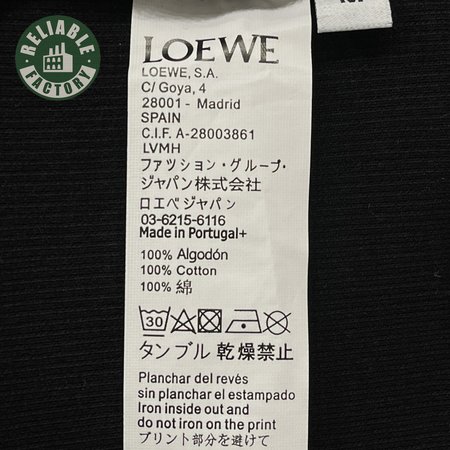 RELIABLE
FACTORY
LOEWE
LOEWE, S.A.
C/ Goya, 4
28001 - Madrid
SPAIN
C.I.F. A-28003861
LVMH
ファツション・グループ・
ジャパン株式会社
ロエベジャパン
03-6215-6116
Made in Portugal+
100% Algodón
100% Cotton
100% 綿
30
タンブル 乾燥禁止
Planchar del revés
sin planchar el estampado
Iron inside out and
do not iron on the print
プリント部分を避けて